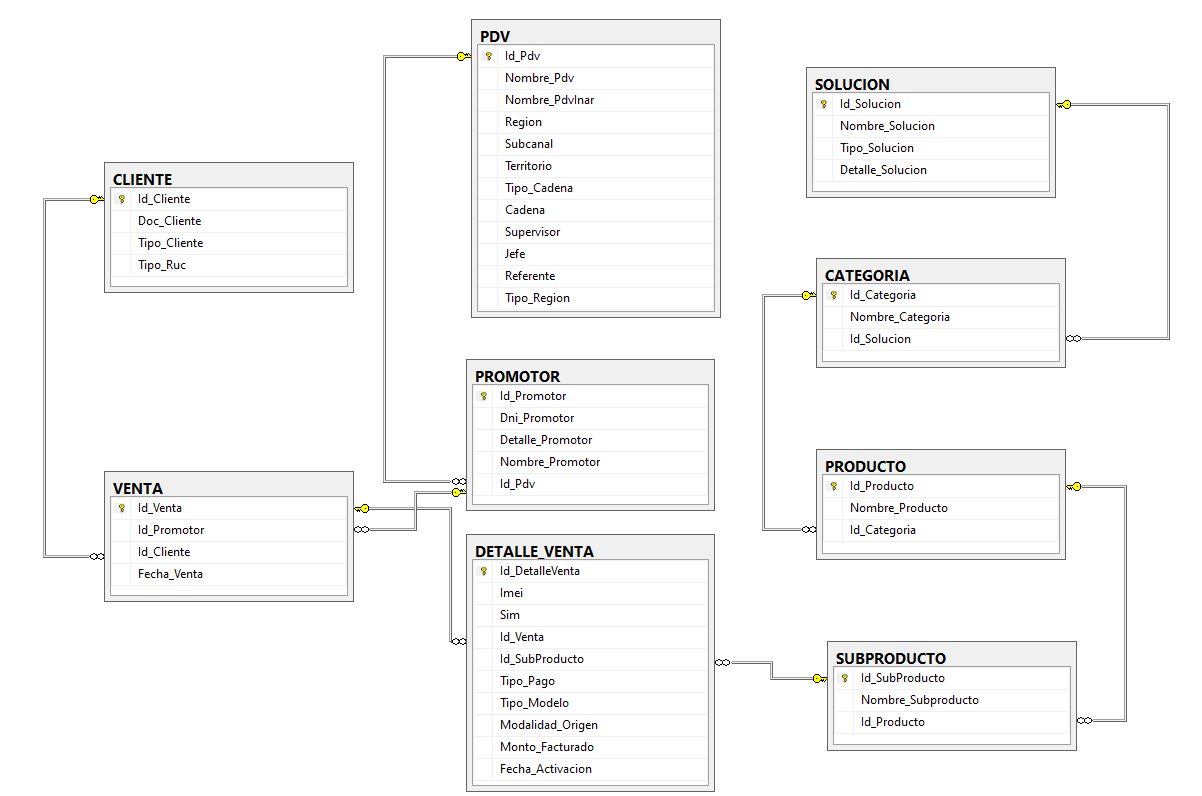 PDV
Id_Pdv
Nombre_Pdv
Nombre_PdvInar
Region
Subcanal
Territorio
Tipo_Cadena
Cadena
Supervisor
Jefe
Referente
Tipo_Region
SOLUCION
Id_Solucion
Nombre_Solucion
Tipo_Solucion
Detalle_Solucion
CLIENTE
Id_Cliente
Doc_Cliente
Tipo_Cliente
Tipo_Ruc
CATEGORIA
Id_Categoria
Nombre_Categoria
Id_Solucion
PROMOTOR
Id_Promotor
Dni_Promotor
Detalle_Promotor
Nombre_Promotor
Id_Pdv
PRODUCTO
Id_Producto
Nombre_Producto
Id_Categoria
VENTA
Id_Venta
Id_Promotor
Id_Cliente
Fecha_Venta
DETALLE_VENTA
Id_DetalleVenta
Imei
Sim
Id_Venta
Id_SubProducto
Tipo_Pago
Tipo_Modelo
Modalidad_Origen
Monto_Facturado
Fecha_Activacion
SUBPRODUCTO
Id_SubProducto
Nombre_Subproducto
Id_Producto